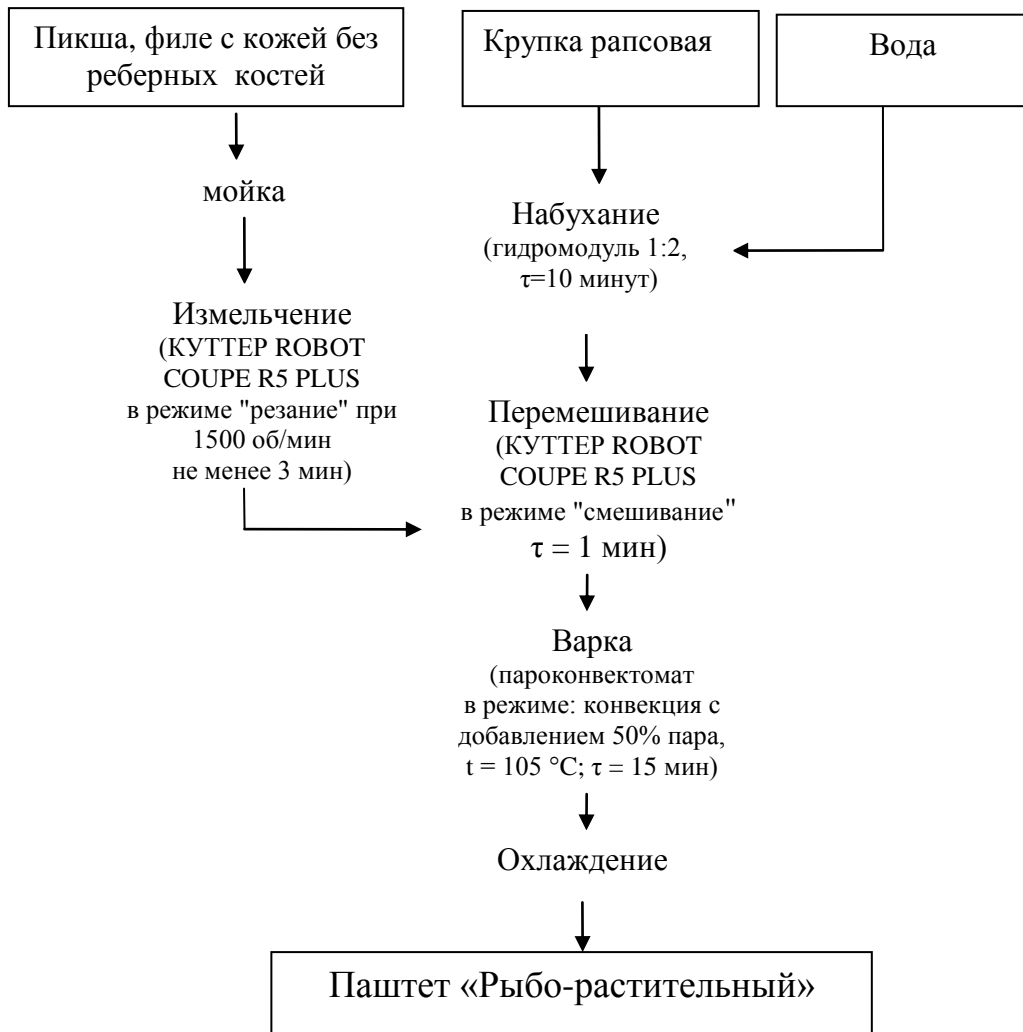 Пикша, филе с кожей без
реберных костей
Крупка рапсовая
Вода
мойка
Измельчение
(КУТТЕР ROBOT
COUPE R5 PLUS
в режиме "резание" при
1500 об/мин
не менее 3 мин)
Набухание
(гидромодуль 1:2,
τ=10 минут)
Перемешивание
(КУТТЕР ROBOT
COUPE R5 PLUS
в режиме "смешивание"
τ = 1 мин)
Варка
(пароконвектомат
в режиме: конвекция с
добавлением 50% пара,
t = 105 °C; τ = 15 мин)
Охлаждение
Паштет «Рыбо-растительный»